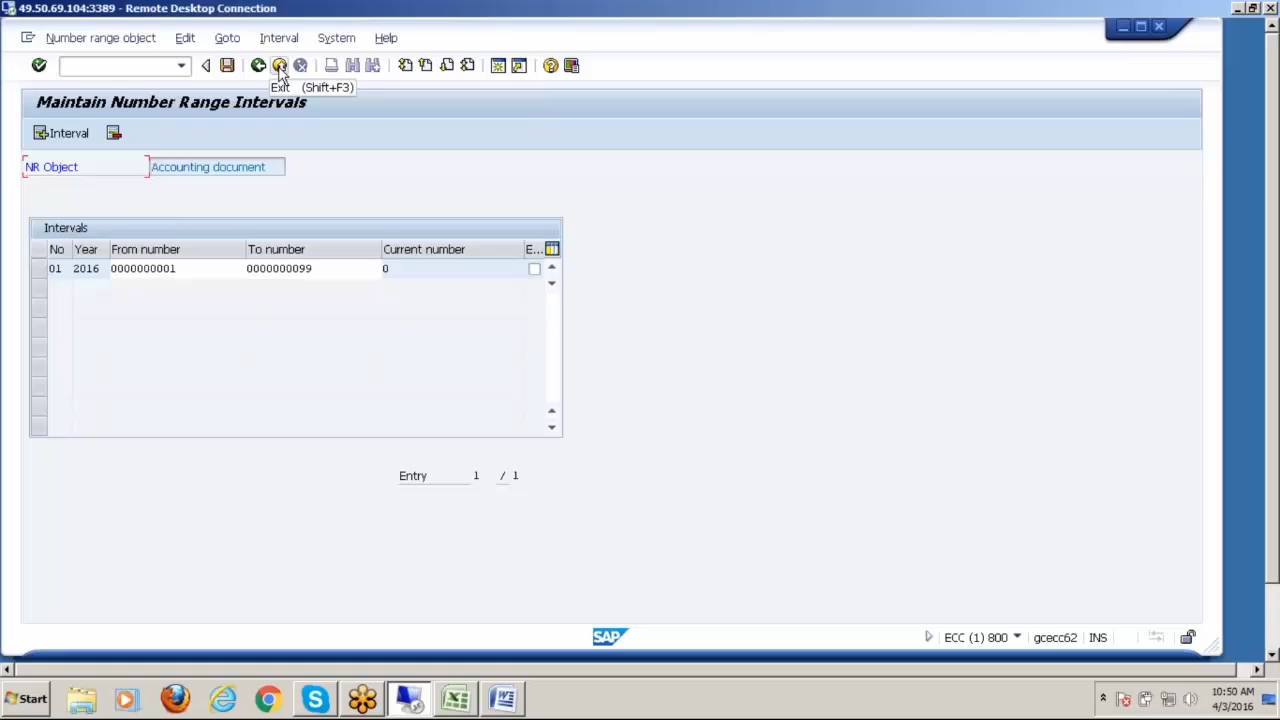 49.50.69.104:3389 - Remote Desktop Connection
Number range object Edit Goto Interval System Help
Exit (Shift+F3)
Maintain Number Range Intervals
Interval
NR Object Accounting document
Intervals
No Year From number To number Current number E...
01 2016 0000000001 0000000099 0
Entry 1 / 1
SAP
ECC (1) 800 gcecc62 INS
Start 10:50 AM
4/3/2016